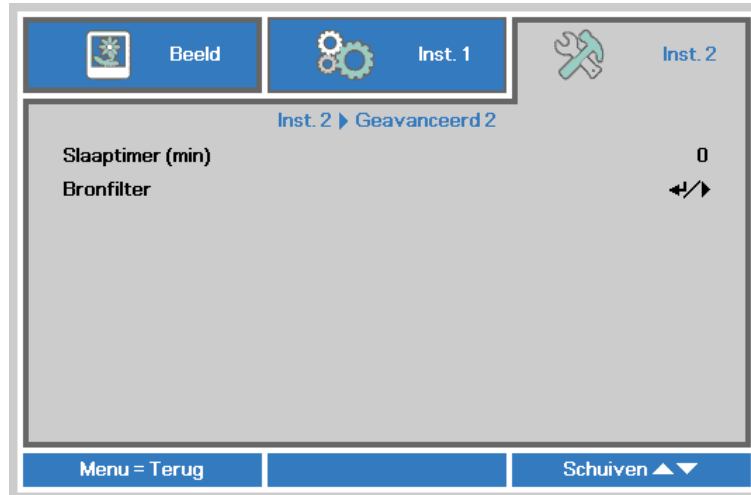 Beeld
Inst. 1
Inst. 2
Inst. 2 ▶ Geavanceerd 2
Slaaptimer (min) 0
Bronfilter ↵/▶
Menu = Terug
Schuiven ▲▼